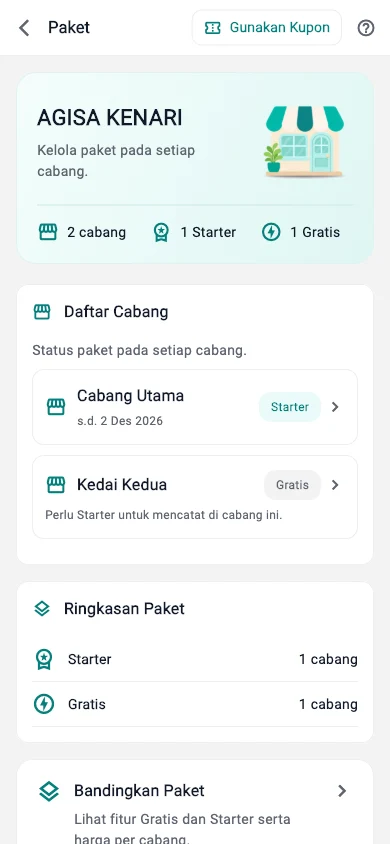 Paket
Gunakan Kupon
AGISA KENARI
Kelola paket pada setiap
cabang.
2 cabang
1 Starter
1 Gratis
Daftar Cabang
Status paket pada setiap cabang.
Cabang Utama
s.d. 2 Des 2026
Starter
Kedai Kedua
Gratis
Perlu Starter untuk mencatat di cabang ini.
Ringkasan Paket
Starter
1 cabang
Gratis
1 cabang
Bandingkan Paket
Lihat fitur Gratis dan Starter serta
harga per cabang.